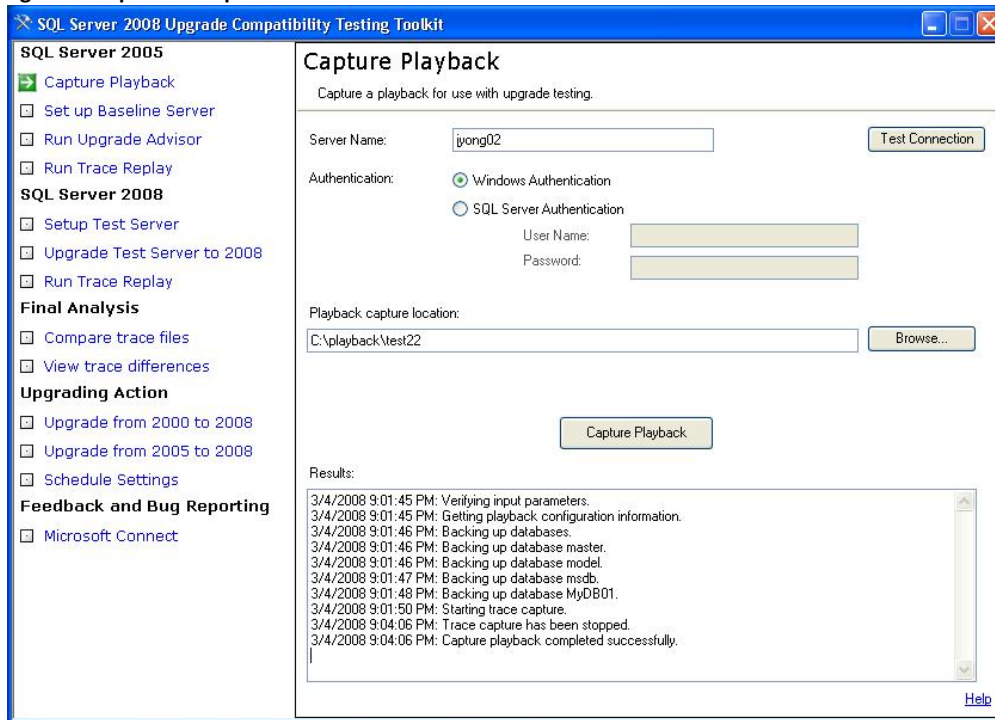 SQL Server 2008 Upgrade Compatibility Testing Toolkit
SQL Server 2005
Capture Playback
Set up Baseline Server
Run Upgrade Advisor
Run Trace Replay
SQL Server 2008
Setup Test Server
Upgrade Test Server to 2008
Run Trace Replay
Final Analysis
Compare trace files
View trace differences
Upgrading Action
Upgrade from 2000 to 2008
Upgrade from 2005 to 2008
Schedule Settings
Feedback and Bug Reporting
Microsoft Connect
Capture Playback
Capture a playback for use with upgrade testing.
Server Name: jyong02 Test Connection
Authentication: Windows Authentication
SQL Server Authentication
User Name:
Password:
Playback capture location:
C:\playback\test22 Browse...
Capture Playback
Results:
3/4/2008 9:01:45 PM: Verifying input parameters.
3/4/2008 9:01:45 PM: Getting playback configuration information.
3/4/2008 9:01:46 PM: Backing up databases.
3/4/2008 9:01:46 PM: Backing up database master.
3/4/2008 9:01:46 PM: Backing up database model.
3/4/2008 9:01:47 PM: Backing up database msdb.
3/4/2008 9:01:48 PM: Backing up database MyDB01.
3/4/2008 9:01:50 PM: Starting trace capture.
3/4/2008 9:04:06 PM: Trace capture has been stopped.
3/4/2008 9:04:06 PM: Capture playback completed successfully.
Help